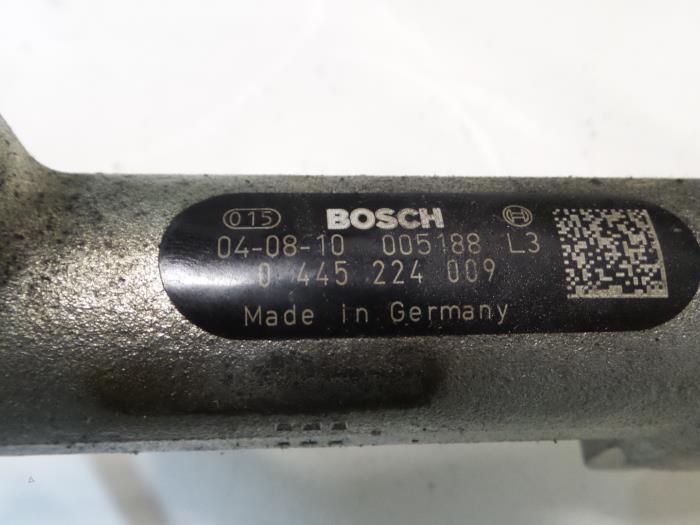 015 BOSCH
04-08-10 005188 L3
0 445 224 009
Made in Germany